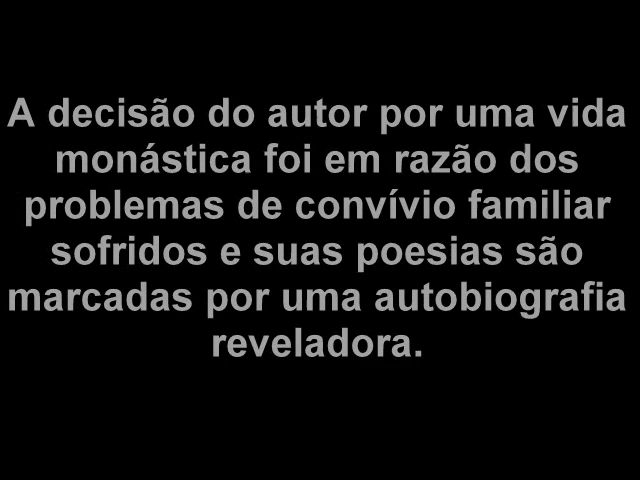 A decisão do autor por uma vida
monástica foi em razão dos
problemas de convívio familiar
sofridos e suas poesias são
marcadas por uma autobiografia
reveladora.